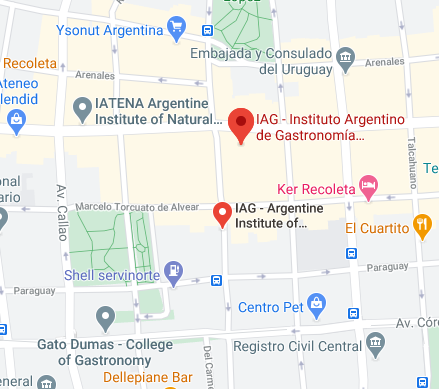 López
Ysonut Argentina
Embajada y Consulado
del Uruguay
Recoleta
Arenales
Arenales
Ateneo
lendid
IATENA Argentine
Institute of Natural...
IAG - Instituto Argentino
de Gastronomía...
Talcahuano
Te
Ker Recoleta
onal
ario
Av. Callao
Marcelo Torcuato de Alvear
IAG - Argentine
Institute of...
El Cuartito
Shell servinorte
Paraguay
Paraguay
Centro Pet
Av. Córd
Gato Dumas - College
of Gastronomy
Registro Civil Central
General
Del Carmen
Dellepiane Bar